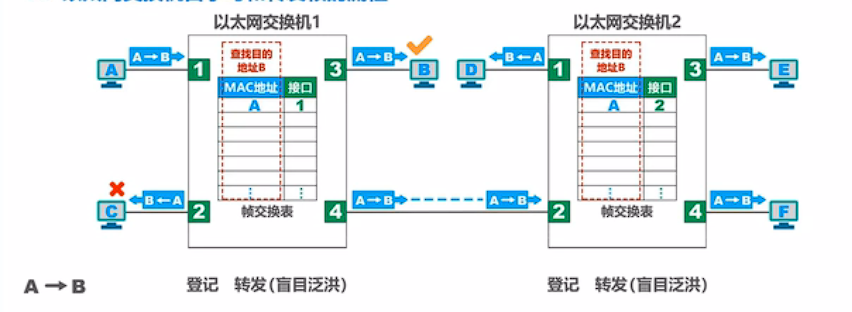 以太网交换机1
以太网交换机2
A→B
A
1
查找目的
地址B
MAC地址 接口
A 1
帧交换表
3
A→B
B
B←A
C
2
4
A→B
A→B
B←A
D
1
查找目的
地址B
MAC地址 接口
A 2
帧交换表
3
A→B
E
2
4
A→B
F
A→B
登记 转发(盲目泛洪)
登记 转发(盲目泛洪)